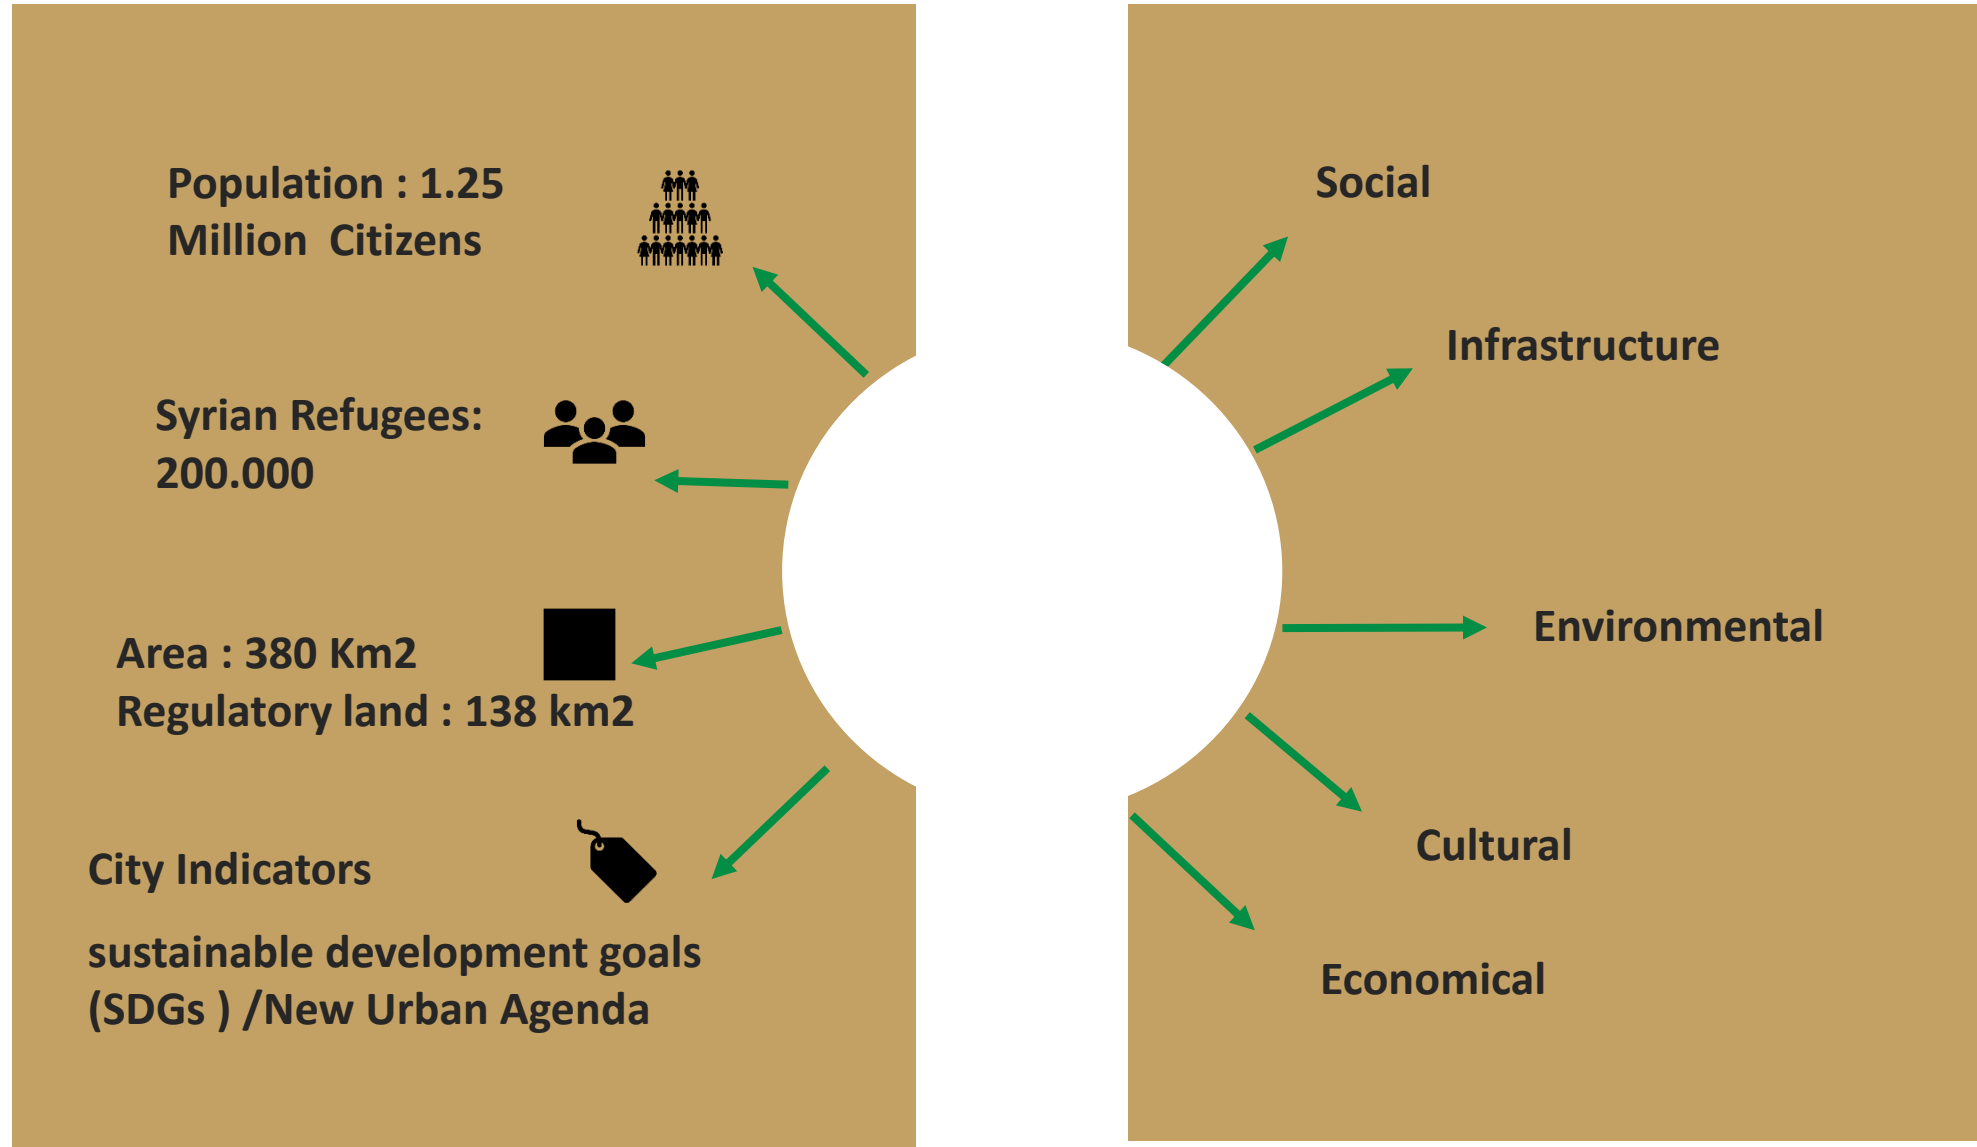 Population : 1.25
Million  Citizens
Syrian Refugees:
200.000
Area : 380 Km2
Regulatory land : 138 km2
City Indicators
sustainable development goals
(SDGs ) /New Urban Agenda
Social
Infrastructure
Environmental
Cultural
Economical